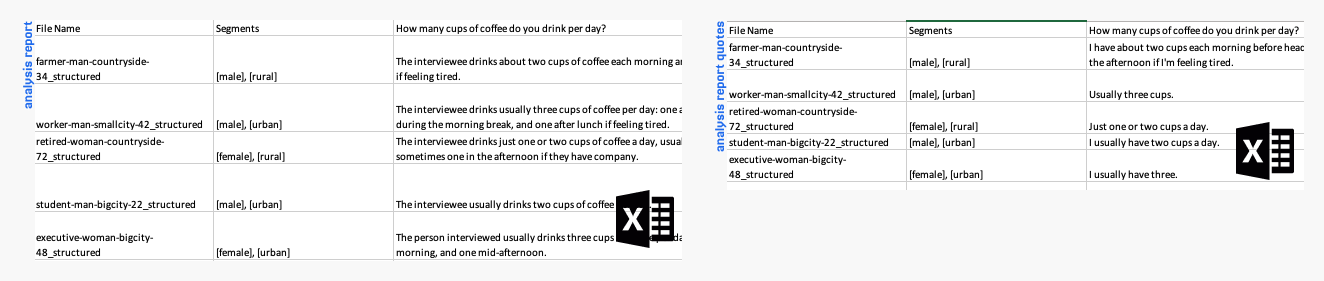 analysis report
File Name Segments How many cups of coffee do you drink per day?
farmer-man-countryside-
34_structured [male], [rural] The interviewee drinks about two cups of coffee each morning
if feeling tired.
worker-man-smallcity-42_structured [male], [urban] The interviewee drinks usually three cups of coffee per day: one
during the morning break, and one after lunch if feeling tired.
retired-woman-countryside-
72_structured [female], [rural] The interviewee drinks just one or two cups of coffee a day,
sometimes one in the afternoon if they have company.
student-man-bigcity-22_structured [male], [urban] The interviewee usually drinks two cups of coffee
executive-woman-bigcity-
48_structured [female], [urban] The person interviewed usually drinks three cups
morning, and one mid-afternoon.
X
analysis report quotes
File Name Segments How many cups of coffee do you drink per day?
farmer-man-countryside-
34_structured [male], [rural] I have about two cups each morning before
the afternoon if I'm feeling tired.
worker-man-smallcity-42_structured [male], [urban] Usually three cups.
retired-woman-countryside-
72_structured [female], [rural] Just one or two cups a day.
student-man-bigcity-22_structured [male], [urban] I usually have two cups a day.
executive-woman-bigcity-
48_structured [female], [urban] I usually have three.
X